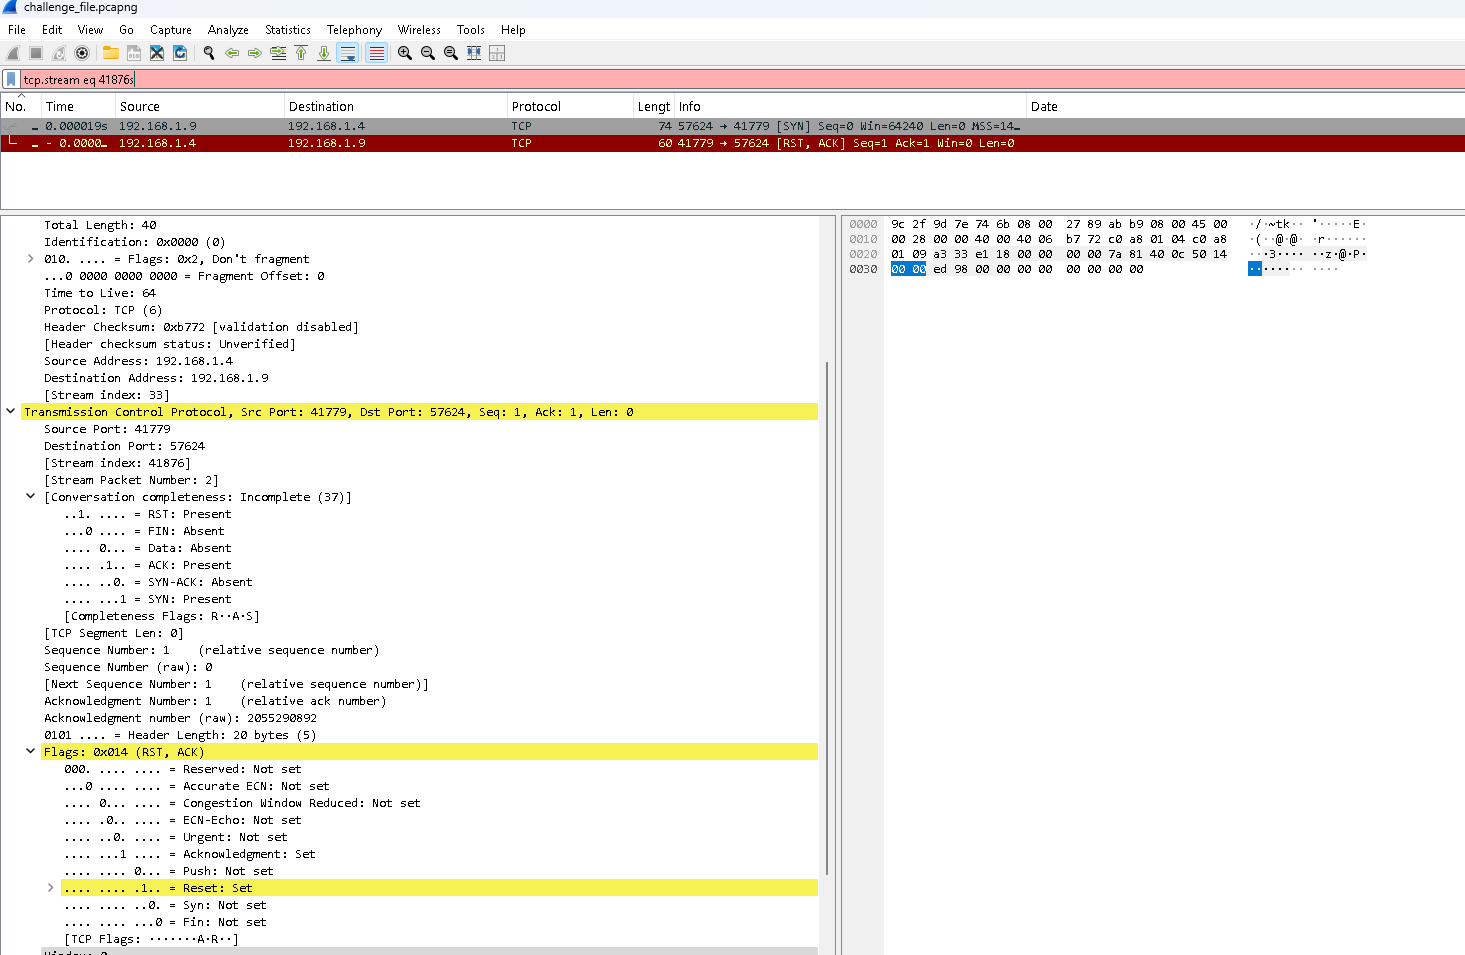 challenge_file.pcapng
File Edit View Go Capture Analyze Statistics Telephony Wireless Tools Help
tcp.stream eq 41876s
No. Time Source Destination Protocol Lengt Info Date
… 0.000019s 192.168.1.9 192.168.1.4 TCP 74 57624 → 41779 [SYN] Seq=0 Win=64240 Len=0 MSS=14…
… - 0.0000… 192.168.1.4 192.168.1.9 TCP 60 41779 → 57624 [RST, ACK] Seq=1 Ack=1 Win=0 Len=0
Total Length: 40
Identification: 0x0000 (0)
010. .... = Flags: 0x2, Don't fragment
...0 0000 0000 0000 = Fragment Offset: 0
Time to Live: 64
Protocol: TCP (6)
Header Checksum: 0xb772 [validation disabled]
[Header checksum status: Unverified]
Source Address: 192.168.1.4
Destination Address: 192.168.1.9
[Stream index: 33]
Transmission Control Protocol, Src Port: 41779, Dst Port: 57624, Seq: 1, Ack: 1, Len: 0
Source Port: 41779
Destination Port: 57624
[Stream index: 41876]
[Stream Packet Number: 2]
[Conversation completeness: Incomplete (37)]
..1. .... = RST: Present
...0 .... = FIN: Absent
.... 0... = Data: Absent
.... .1.. = ACK: Present
.... ..0. = SYN-ACK: Absent
.... ...1 = SYN: Present
[Completeness Flags: R··A·S]
[TCP Segment Len: 0]
Sequence Number: 1 (relative sequence number)
Sequence Number (raw): 0
[Next Sequence Number: 1 (relative sequence number)]
Acknowledgment Number: 1 (relative ack number)
Acknowledgment number (raw): 2055290892
0101 .... = Header Length: 20 bytes (5)
Flags: 0x014 (RST, ACK)
000. .... .... = Reserved: Not set
...0 .... .... = Accurate ECN: Not set
.... 0... .... = Congestion Window Reduced: Not set
.... .0.. .... = ECN-Echo: Not set
.... ..0. .... = Urgent: Not set
.... ...1 .... = Acknowledgment: Set
.... .... 0... = Push: Not set
.... .... .1.. = Reset: Set
.... .... ..0. = Syn: Not set
.... .... ...0 = Fin: Not set
[TCP Flags: ·······A·R··]
0000 9c 2f 9d 7e 74 6b 08 00 27 89 ab b9 08 00 45 00 ·/·~tk·· '·····E·
0010 00 28 00 00 40 00 40 06 b7 72 c0 a8 01 04 c0 a8 ·(··@·@· ·r······
0020 01 09 a3 33 e1 18 00 00 00 00 7a 81 40 0c 50 14 ···3···· ··z·@·P·
0030 00 00 ed 98 00 00 00 00 00 00 00 00 ········ ····